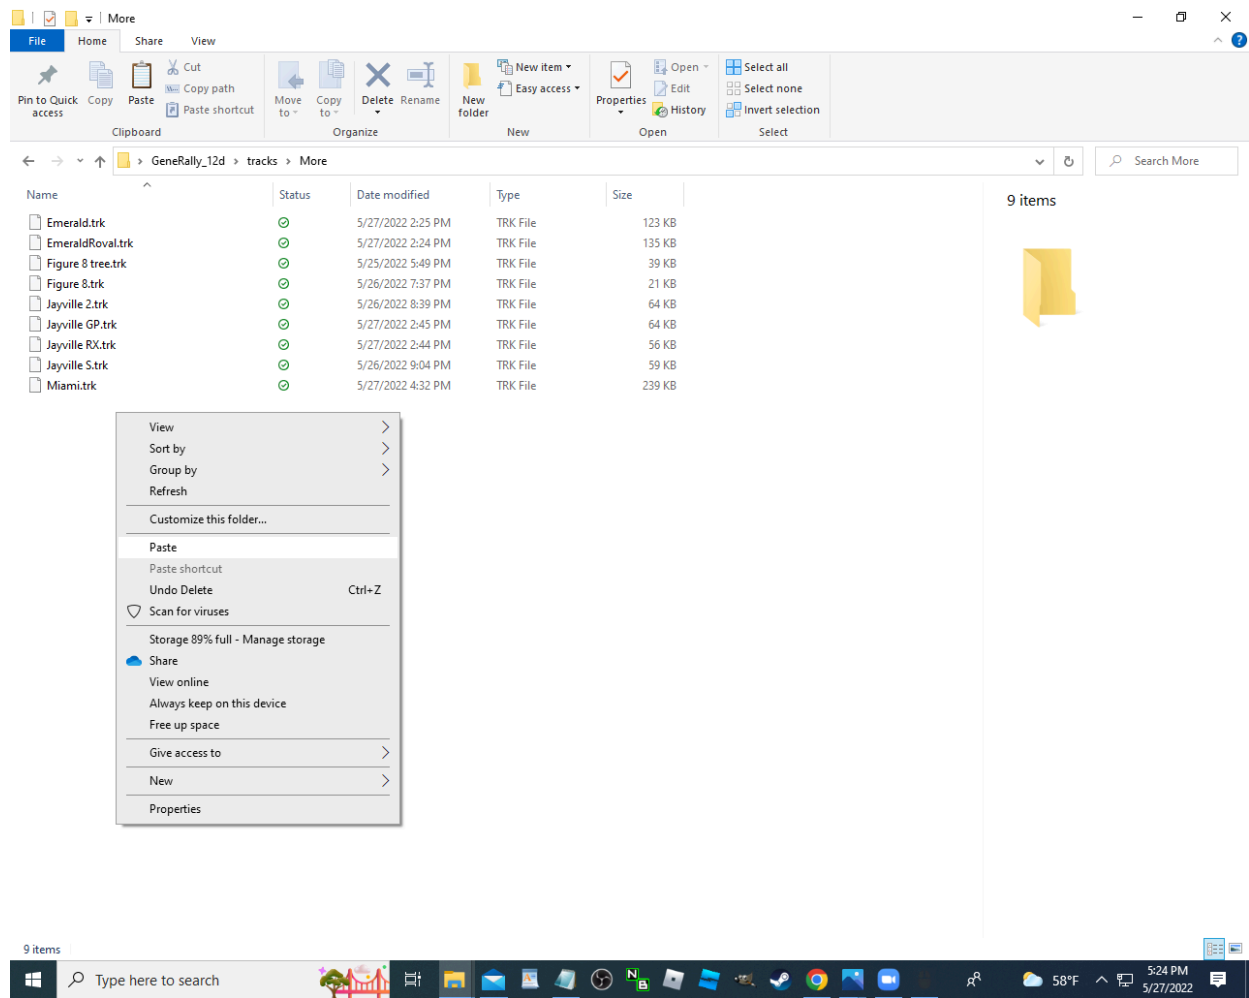 More
File Home Share View
Pin to Quick access
Copy
Paste
Cut
Copy path
Paste shortcut
Clipboard
Move to
Copy to
Delete
Rename
Organize
New folder
New item
Easy access
New
Properties
Open
Edit
History
Open
Select all
Select none
Invert selection
Select
GeneRally_12d > tracks > More
Search More
Name Status Date modified Type Size
Emerald.trk 5/27/2022 2:25 PM TRK File 123 KB
EmeraldRoval.trk 5/27/2022 2:24 PM TRK File 135 KB
Figure 8 tree.trk 5/25/2022 5:49 PM TRK File 39 KB
Figure 8.trk 5/26/2022 7:37 PM TRK File 21 KB
Jayville 2.trk 5/26/2022 8:39 PM TRK File 64 KB
Jayville GP.trk 5/27/2022 2:45 PM TRK File 64 KB
Jayville RX.trk 5/27/2022 2:44 PM TRK File 56 KB
Jayville S.trk 5/26/2022 9:04 PM TRK File 59 KB
Miami.trk 5/27/2022 4:32 PM TRK File 239 KB
9 items
View
Sort by
Group by
Refresh
Customize this folder...
Paste
Paste shortcut
Undo Delete Ctrl+Z
Scan for viruses
Storage 89% full - Manage storage
Share
View online
Always keep on this device
Free up space
Give access to
New
Properties
9 items
Type here to search
N
B
58°F
5:24 PM
5/27/2022